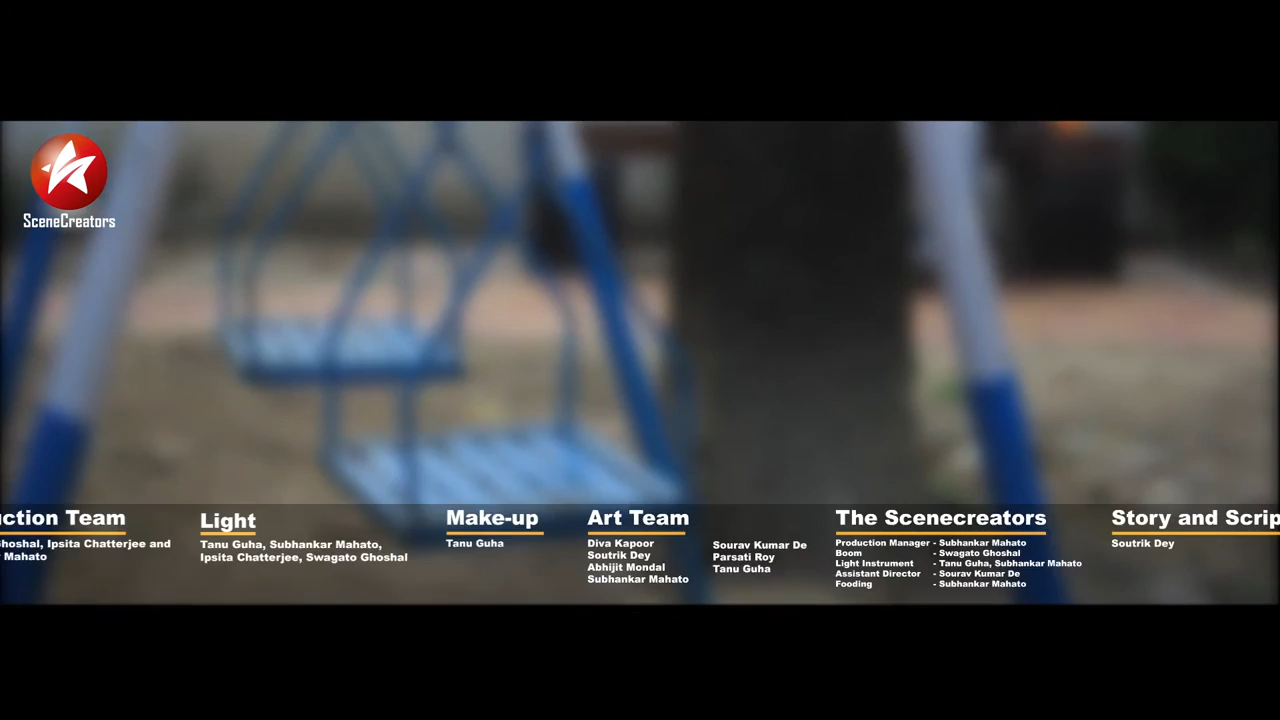 SceneCreators
uction Team
Ghoshal, Ipsita Chatterjee and
Mahato
Light
Tanu Guha, Subhankar Mahato,
Ipsita Chatterjee, Swagato Ghoshal
Make-up
Tanu Guha
Art Team
Diva Kapoor
Soutrik Dey
Abhijit Mondal
Subhankar Mahato
Sourav Kumar De
Parsati Roy
Tanu Guha
The Scenecreators
Production Manager - Subhankar Mahato
Boom - Swagato Ghoshal
Light Instrument - Tanu Guha, Subhankar Mahato
Assistant Director - Sourav Kumar De
Fooding - Subhankar Mahato
Story and Scrip
Soutrik Dey